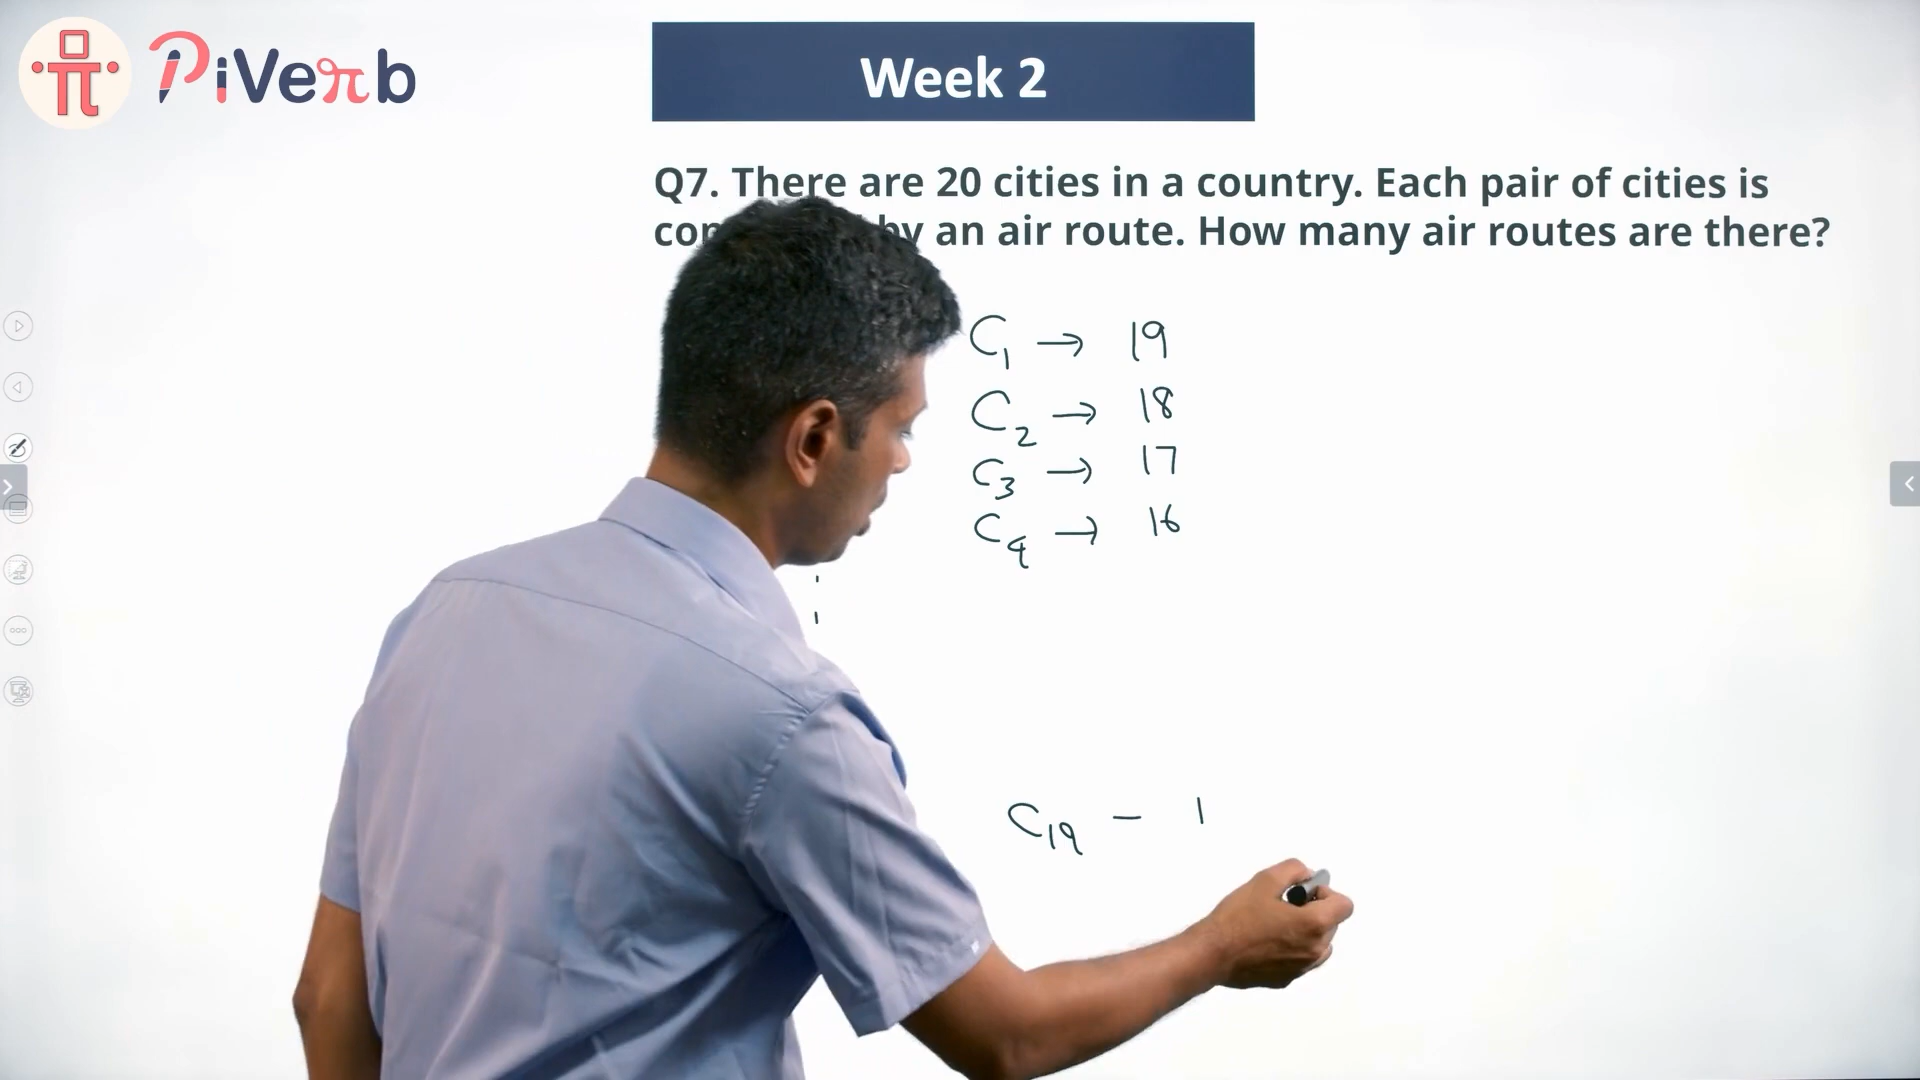 PiVerb
Week 2
Q7. There are 20 cities in a country. Each pair of cities is
by an air route. How many air routes are there?
C1 → 19
C2 → 18
C3 → 17
C4 → 16
C19 - 1